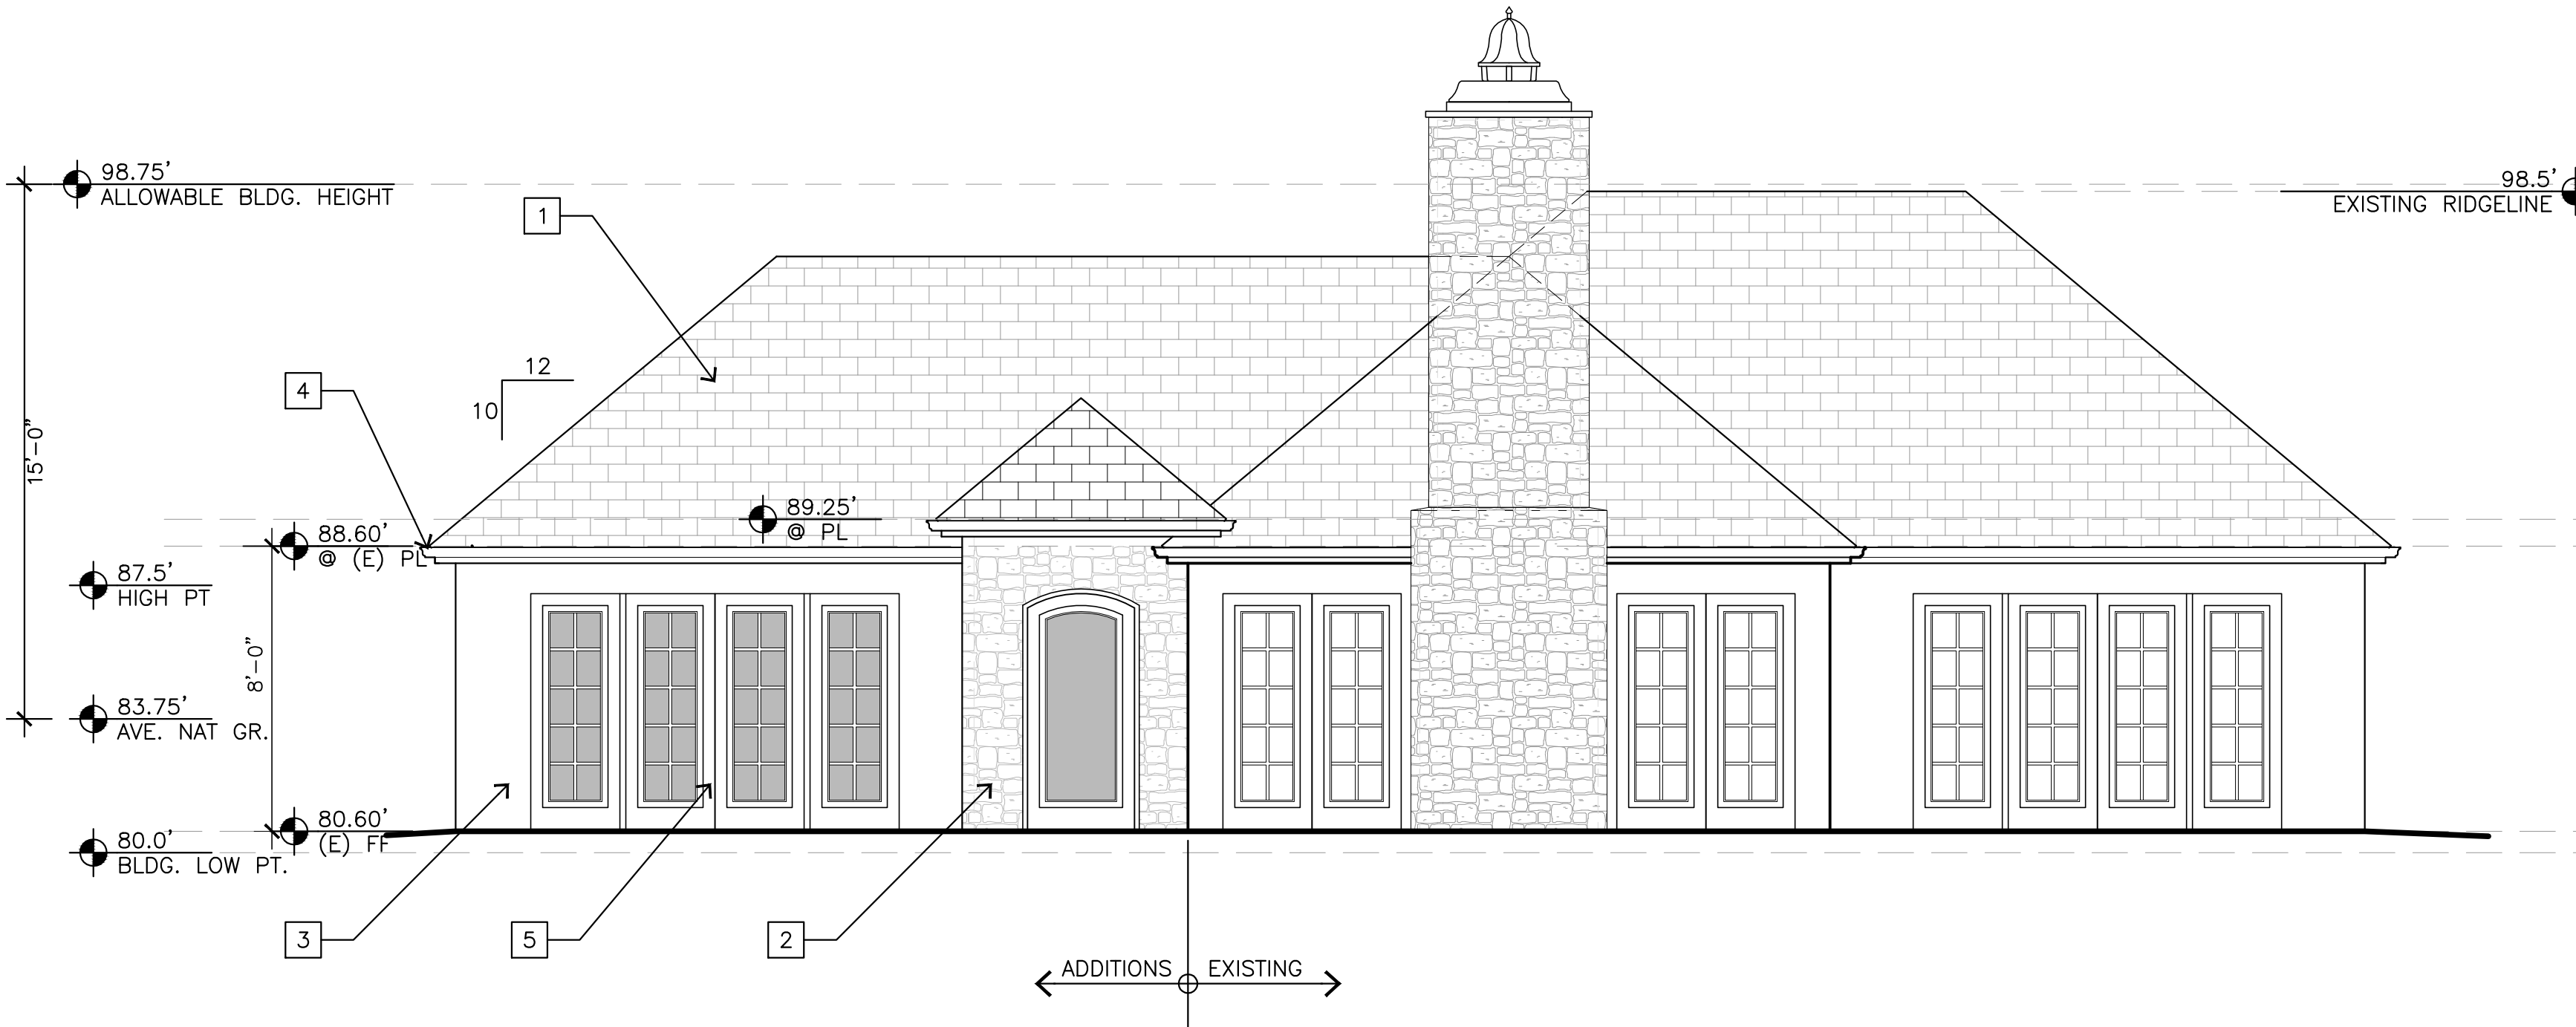 98.75'
ALLOWABLE BLDG. HEIGHT
98.5'
EXISTING RIDGELINE
1
12
10
4
15'-0"
89.25'
@ PL
88.60'
@ (E) PL
87.5'
HIGH PT
8'-0"
83.75'
AVE. NAT GR.
80.60'
(E) FF
80.0'
BLDG. LOW PT.
3
5
2
ADDITIONS EXISTING